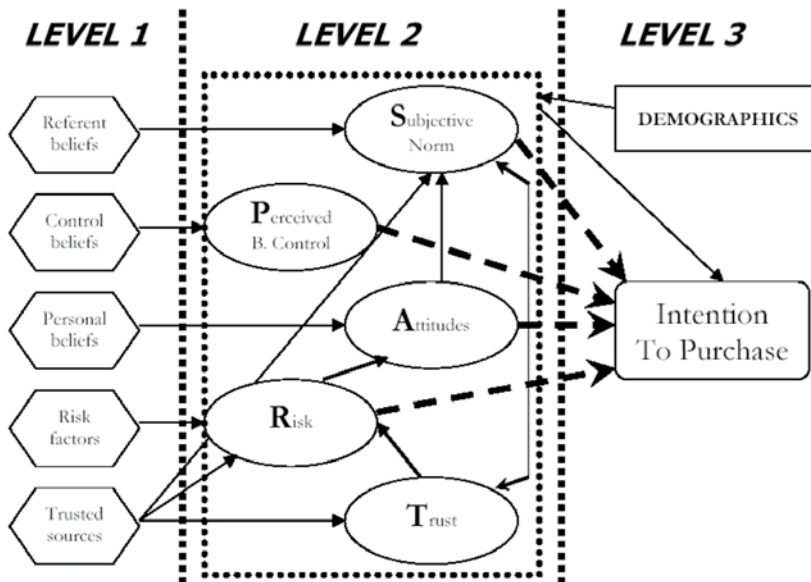 LEVEL 1
LEVEL 2
LEVEL 3
Referent
beliefs
Subjective
Norm
DEMOGRAPHICS
Control
beliefs
Perceived
B. Control
Personal
beliefs
Attitudes
Intention
To Purchase
Risk
factors
Risk
Trusted
sources
Trust